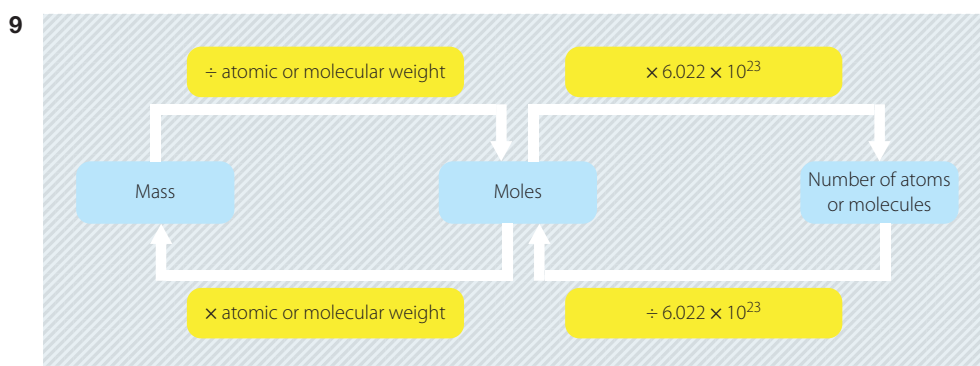 9
÷ atomic or molecular weight
× 6.022 × 10²³
Mass
Moles
Number of atoms
or molecules
× atomic or molecular weight
÷ 6.022 × 10²³